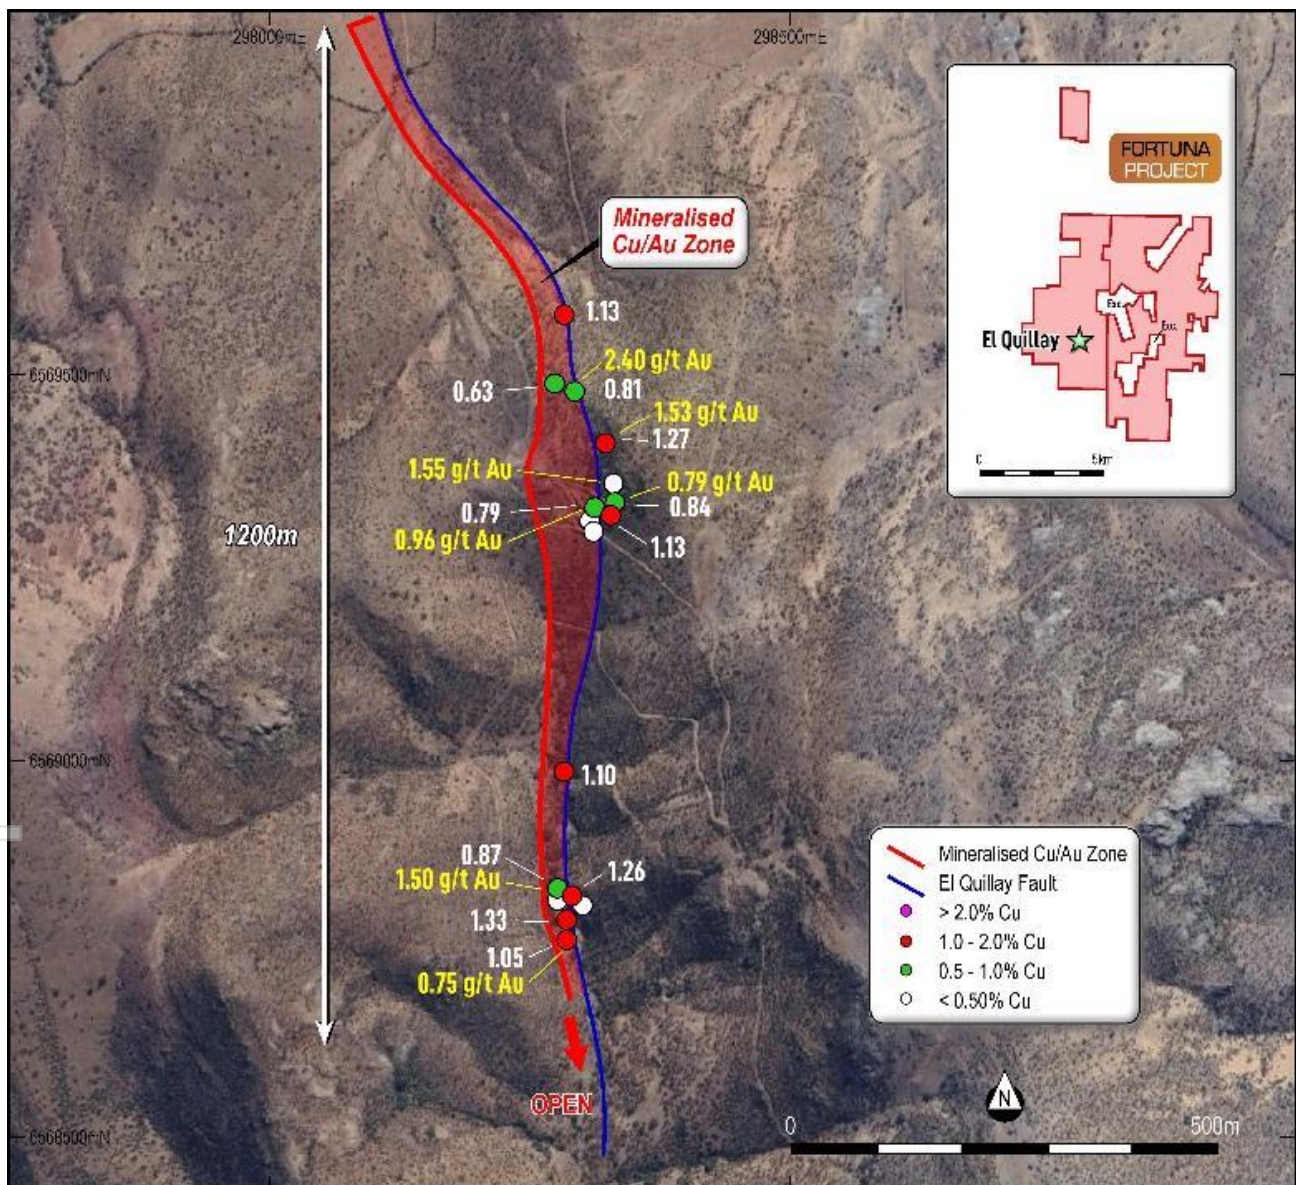 298000mE
298500mE
FORTUNA
PROJECT
Mineralised
Cu/Au Zone
1.13
Exc.
Exc.
El Quillay
2.40 g/t Au
6569500mN
0.63
0.81
1.53 g/t Au
1.27
1.55 g/t Au
0.79 g/t Au
0
5km
0.79
0.84
1200m
0.96 g/t Au
1.13
6569000mN
1.10
0.87
1.50 g/t Au
1.26
Mineralised Cu/Au Zone
El Quillay Fault
> 2.0% Cu
1.0 - 2.0% Cu
0.5 - 1.0% Cu
< 0.50% Cu
1.33
1.05
0.75 g/t Au
OPEN
N
6568500mN
0
500m